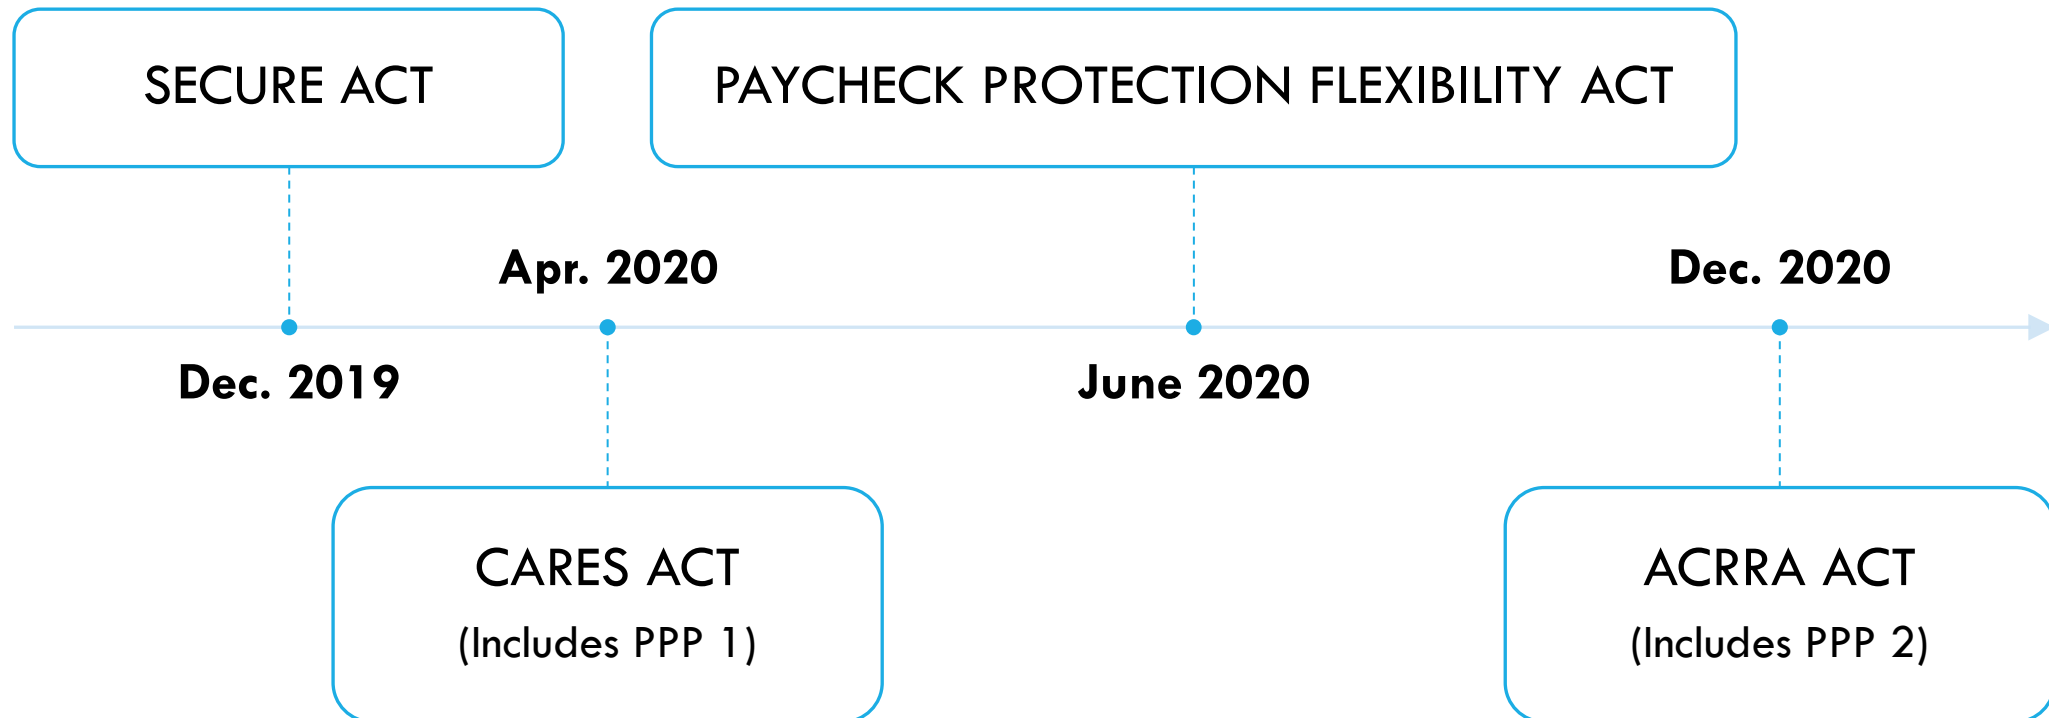 SECURE ACT
PAYCHECK PROTECTION FLEXIBILITY ACT
Apr. 2020
Dec. 2020
Dec. 2019
June 2020
CARES ACT
(Includes PPP 1)
ACRRA ACT
(Includes PPP 2)